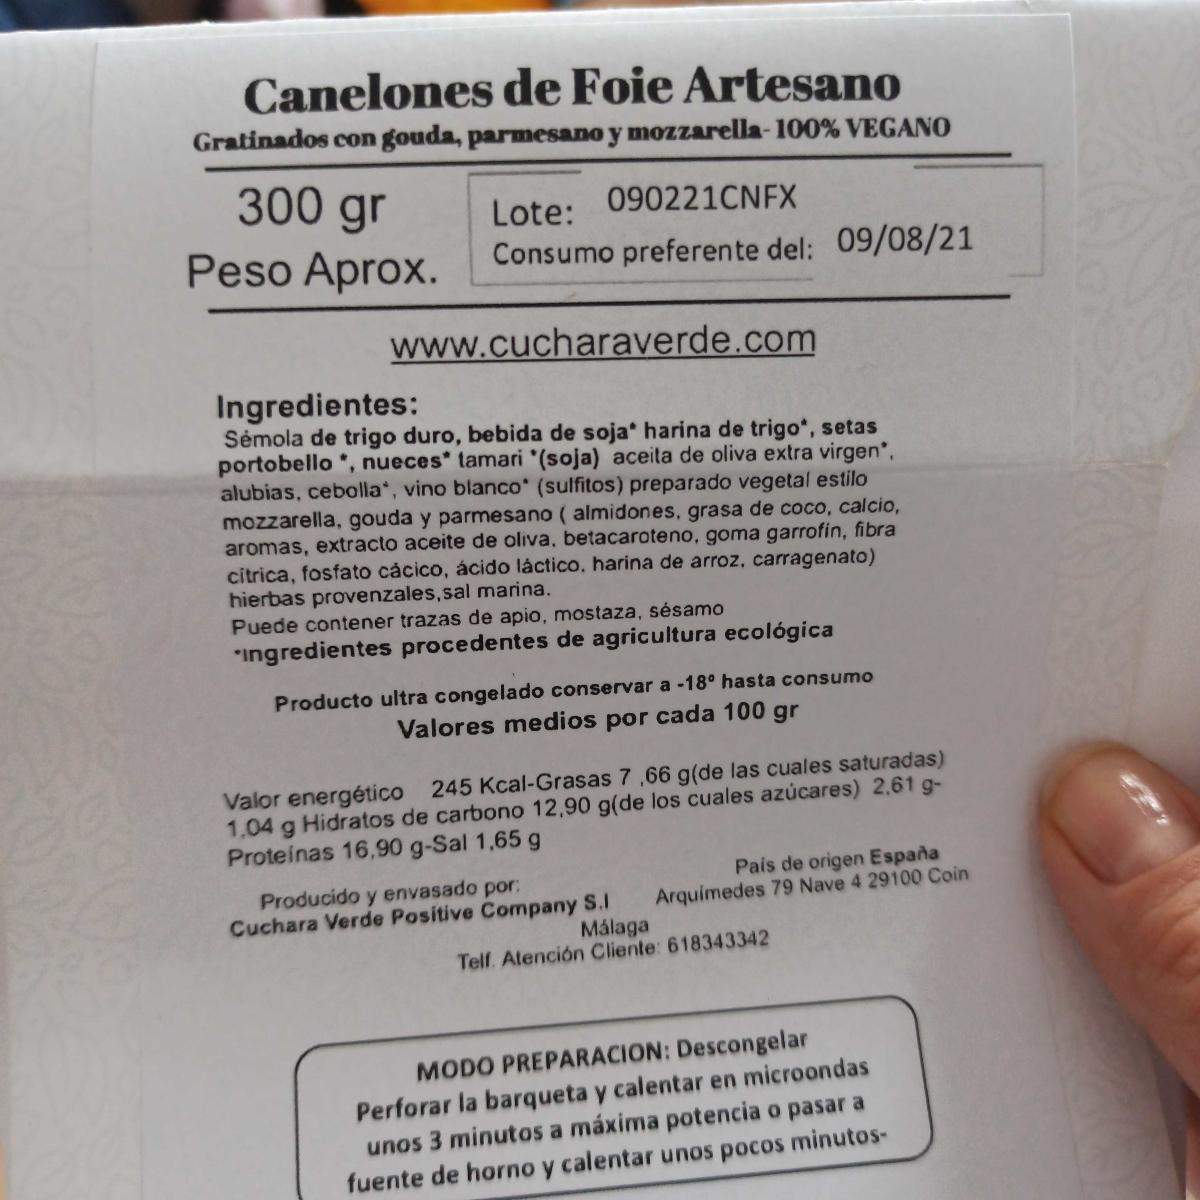 Canelones de Foie Artesano
Gratinados con gouda, parmesano y mozzarella- 100% VEGANO
300 gr
Peso Aprox.
Lote: 090221CNFX
Consumo preferente del: 09/08/21
www.cucharaverde.com
Ingredientes:
Sémola de trigo duro, bebida de soja* harina de trigo*, setas
portobello *, nueces* tamari *(soja) aceita de oliva extra virgen*,
alubias, cebolla*, vino blanco* (sulfitos) preparado vegetal estilo
mozzarella, gouda y parmesano ( almidones, grasa de coco, calcio,
aromas, extracto aceite de oliva, betacaroteno, goma garrofín, fibra
cítrica, fosfato cácico, ácido láctico, harina de arroz, carragenato)
hierbas provenzales,sal marina.
Puede contener trazas de apio, mostaza, sésamo
*ingredientes procedentes de agricultura ecológica
Producto ultra congelado conservar a -18º hasta consumo
Valores medios por cada 100 gr
Valor energético 245 Kcal-Grasas 7 ,66 g(de las cuales saturadas)
1,04 g Hidratos de carbono 12,90 g(de los cuales azúcares) 2,61 g-
Proteínas 16,90 g-Sal 1,65 g
Producido y envasado por: País de origen España
Cuchara Verde Positive Company S.l Arquímedes 79 Nave 4 29100 Coin
Málaga
Telf. Atención Cliente: 618343342
MODO PREPARACION: Descongelar
Perforar la barqueta y calentar en microondas
unos 3 minutos a máxima potencia o pasar a
fuente de horno y calentar unos pocos minutos-